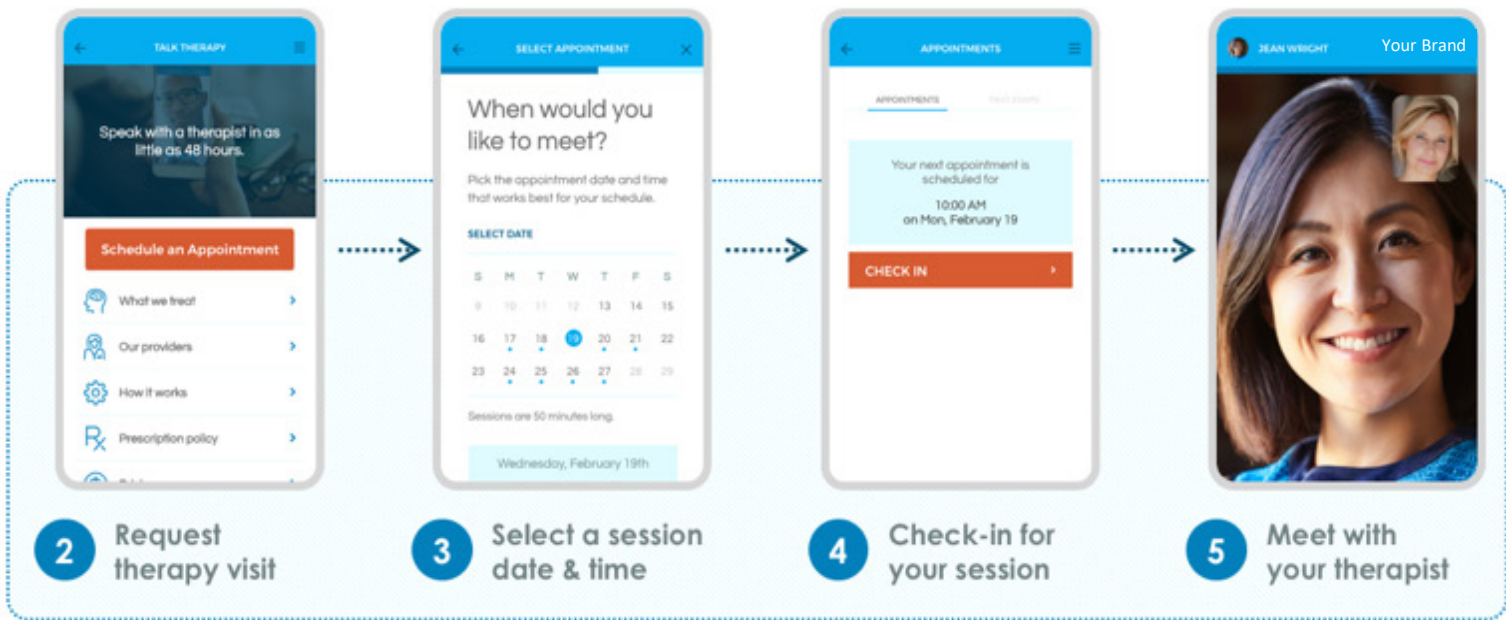 TALK THERAPY
Speak with a therapist in as
little as 48 hours.
Schedule an Appointment
What we treat
Our providers
How it works
Prescription policy
2
Request
therapy visit
SELECT APPOINTMENT
When would you
like to meet?
Pick the appointment date and time
that works best for your schedule.
SELECT DATE
S M T W T F S
9 10 11 12 13 14 15
16 17 18 19 20 21 22
23 24 25 26 27 28 29
Sessions are 50 minutes long.
Wednesday, February 19th
3
Select a session
date & time
APPOINTMENTS
APPOINTMENTS
Your next appointment is
scheduled for
10:00 AM
on Mon, February 19
CHECK IN
4
Check-in for
your session
JEAN WRIGHT Your Brand
5
Meet with
your therapist